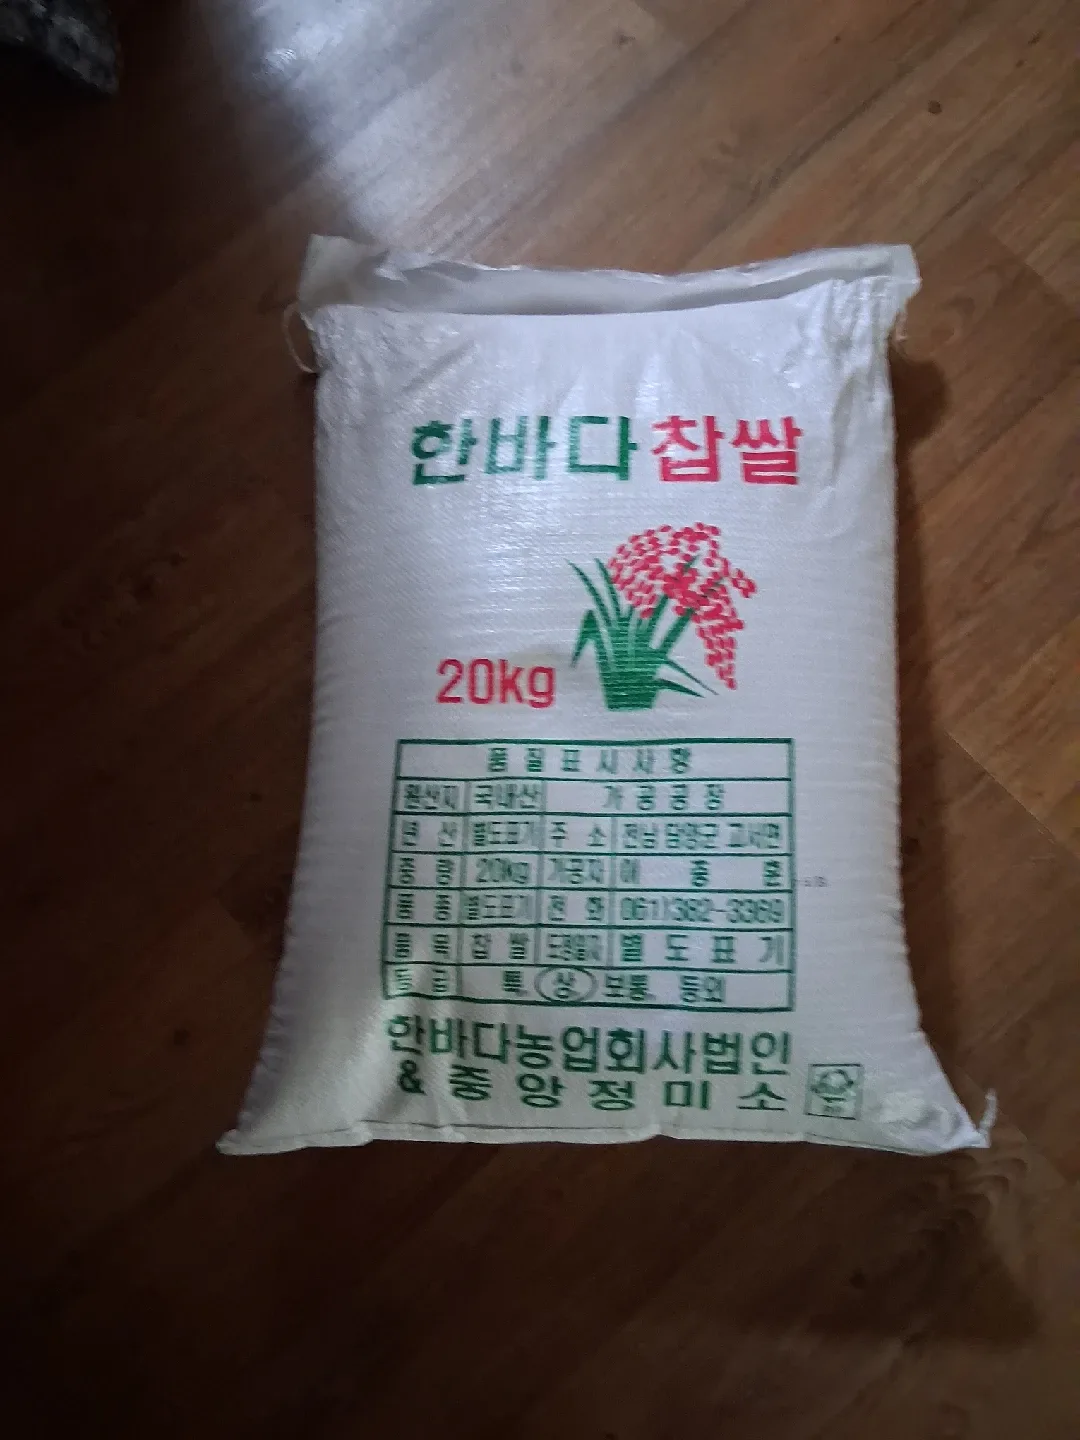 한바다찹쌀
20kg
품질표시사항
원산지 국내산 가공공장
년 산 별도표기 주 소 전남 담양군 고서면
중 량 20kg 가공자 이 종 훈
품 종 별도표기 전 화 061)382-3369
품 목 찹 쌀 도정일자 별 도 표 기
등 급 특, 상, 보통, 등외
한바다농업회사법인
& 중 앙 정 미 소